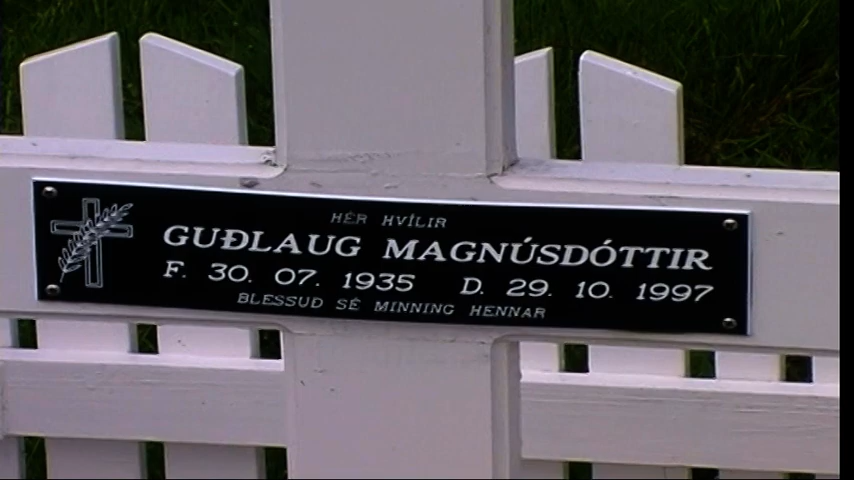 HÉR HVÍLIR
GUÐLAUG MAGNÚSDÓTTIR
F. 30. 07. 1935 D. 29. 10. 1997
BLESSUÐ SÉ MINNING HENNAR